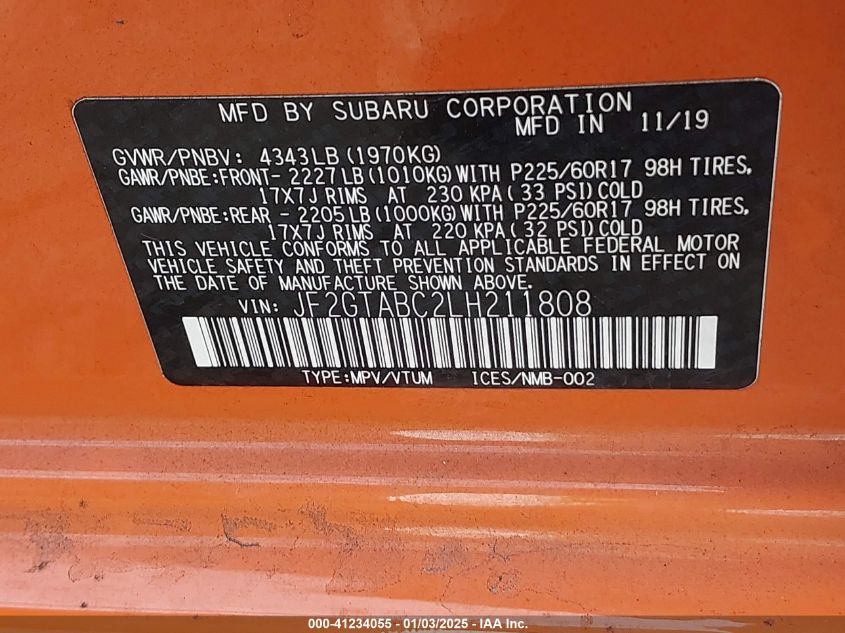 MFD BY SUBARU CORPORATION
MFD IN 11/19
GVWR/PNBV: 4343LB (1970KG)
GAWR/PNBE:FRONT- 2227LB (1010KG) WITH P225/60R17 98H TIRES,
17X7J RIMS AT 230 KPA( 33 PSI) COLD
GAWR/PNBE:REAR - 2205LB (1000KG) WITH P225/60R17 98H TIRES,
17X7J RIMS AT 220 KPA( 32 PSI) COLD
THIS VEHICLE CONFORMS TO ALL APPLICABLE FEDERAL MOTOR
VEHICLE SAFETY AND THEFT PREVENTION STANDARDS IN EFFECT ON
THE DATE OF MANUFACTURE SHOWN ABOVE.
VIN: JF2GTABC2LH211808
TYPE:MPV/VTUM ICES/NMB-002
000-41234055 - 01/03/2025 - IAA Inc.